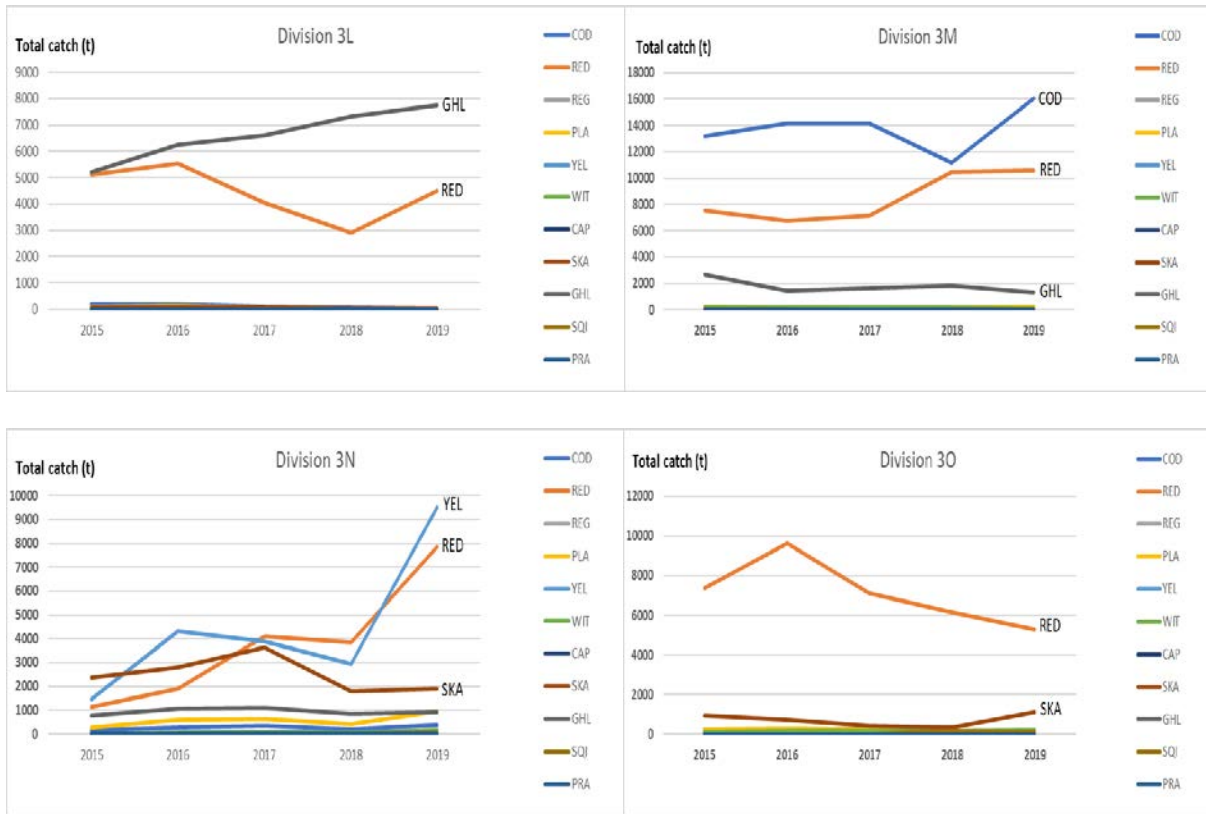 Division 3L
Total catch (t)
9000
8000
7000
6000
5000
4000
3000
2000
1000
0
2015 2016 2017 2018 2019
GHL
RED
COD
RED
REG
PLA
YEL
WIT
CAP
SKA
GHL
SQI
PRA
Division 3M
Total catch (t)
18000
16000
14000
12000
10000
8000
6000
4000
2000
0
2015 2016 2017 2018 2019
COD
RED
GHL
COD
RED
REG
PLA
YEL
WIT
CAP
SKA
GHL
SQI
PRA
Division 3N
Total catch (t)
10000
9000
8000
7000
6000
5000
4000
3000
2000
1000
0
2015 2016 2017 2018 2019
YEL
RED
SKA
COD
RED
REG
PLA
YEL
WIT
CAP
SKA
GHL
SQI
PRA
Division 3O
Total catch (t)
12000
10000
8000
6000
4000
2000
0
2015 2016 2017 2018 2019
RED
SKA
COD
RED
REG
PLA
YEL
WIT
CAP
SKA
GHL
SQI
PRA